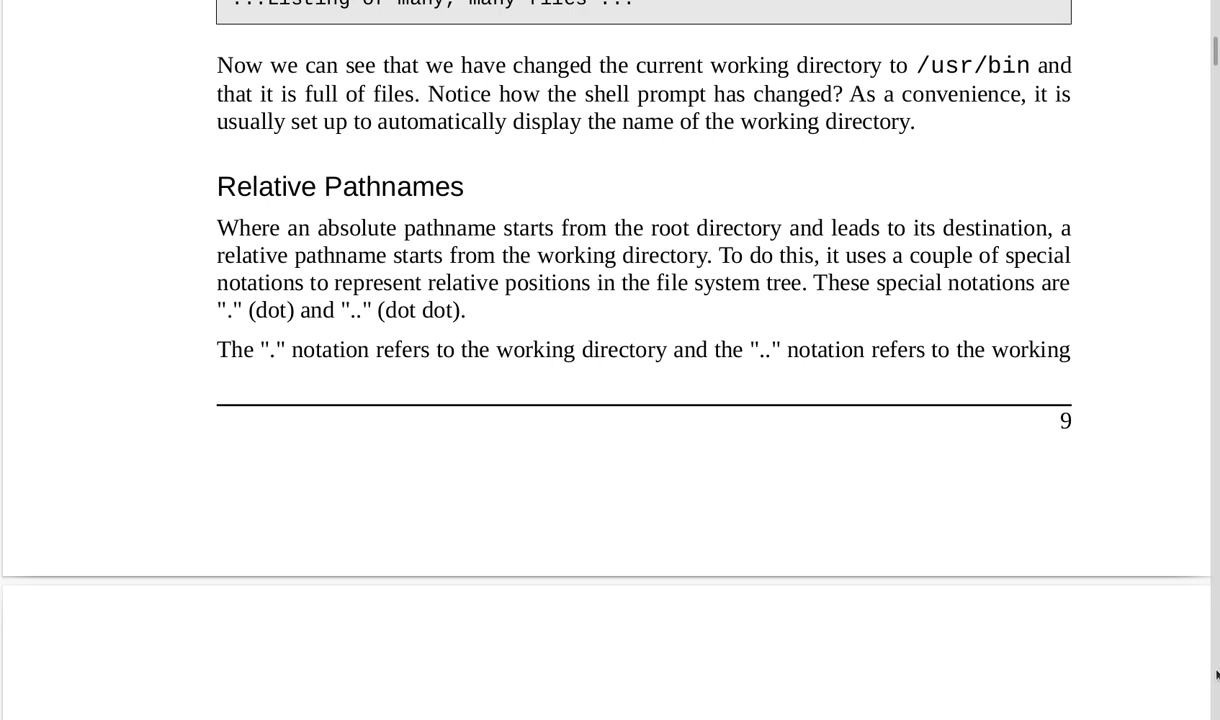 ...Listing of many, many files ...
Now we can see that we have changed the current working directory to /usr/bin and
that it is full of files. Notice how the shell prompt has changed? As a convenience, it is
usually set up to automatically display the name of the working directory.
Relative Pathnames
Where an absolute pathname starts from the root directory and leads to its destination, a
relative pathname starts from the working directory. To do this, it uses a couple of special
notations to represent relative positions in the file system tree. These special notations are
"." (dot) and ".." (dot dot).
The "." notation refers to the working directory and the ".." notation refers to the working
9